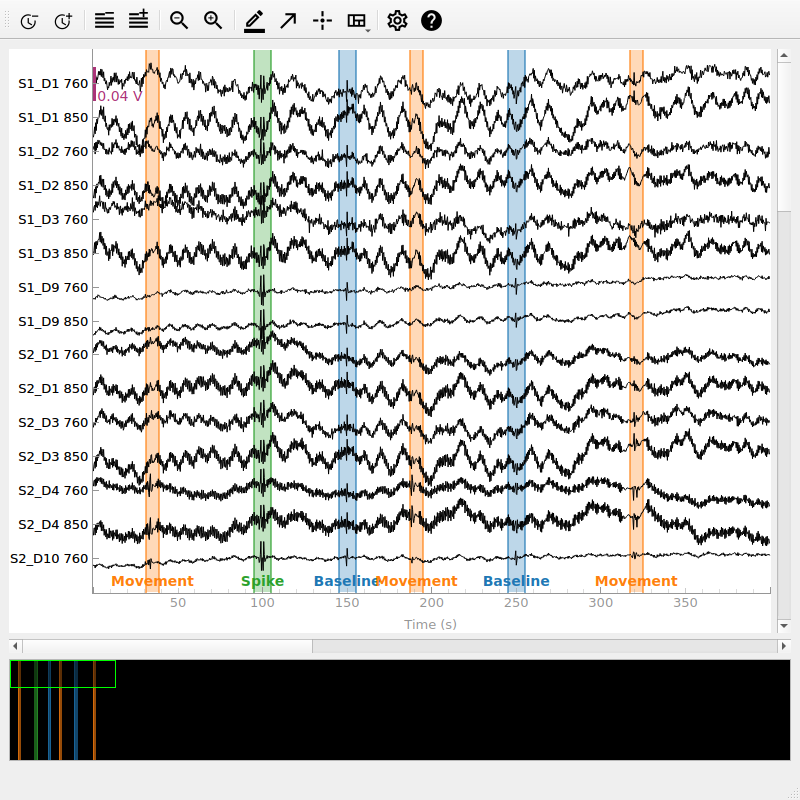 S1_D1 760
0.04 V
S1_D1 850
S1_D2 760
S1_D2 850
S1_D3 760
S1_D3 850
S1_D9 760
S1_D9 850
S2_D1 760
S2_D1 850
S2_D3 760
S2_D3 850
S2_D4 760
S2_D4 850
S2_D10 760
Movement Spike Baseline Movement Baseline Movement
50 100 150 200 250 300 350
Time (s)